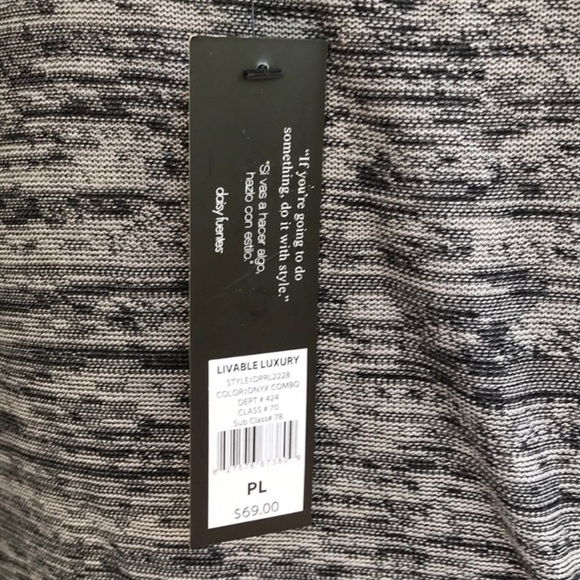 “If you're going to do
something, do it with style.”
“Si vas a hacer algo,
hazlo con estilo.”
daisy fuentes
LIVABLE LUXURY
STYLE#DPRL2228
COLOR#ONYX COMBO
DEPT # 424
CLASS # 70
Sub Class# 78
PL
$69.00